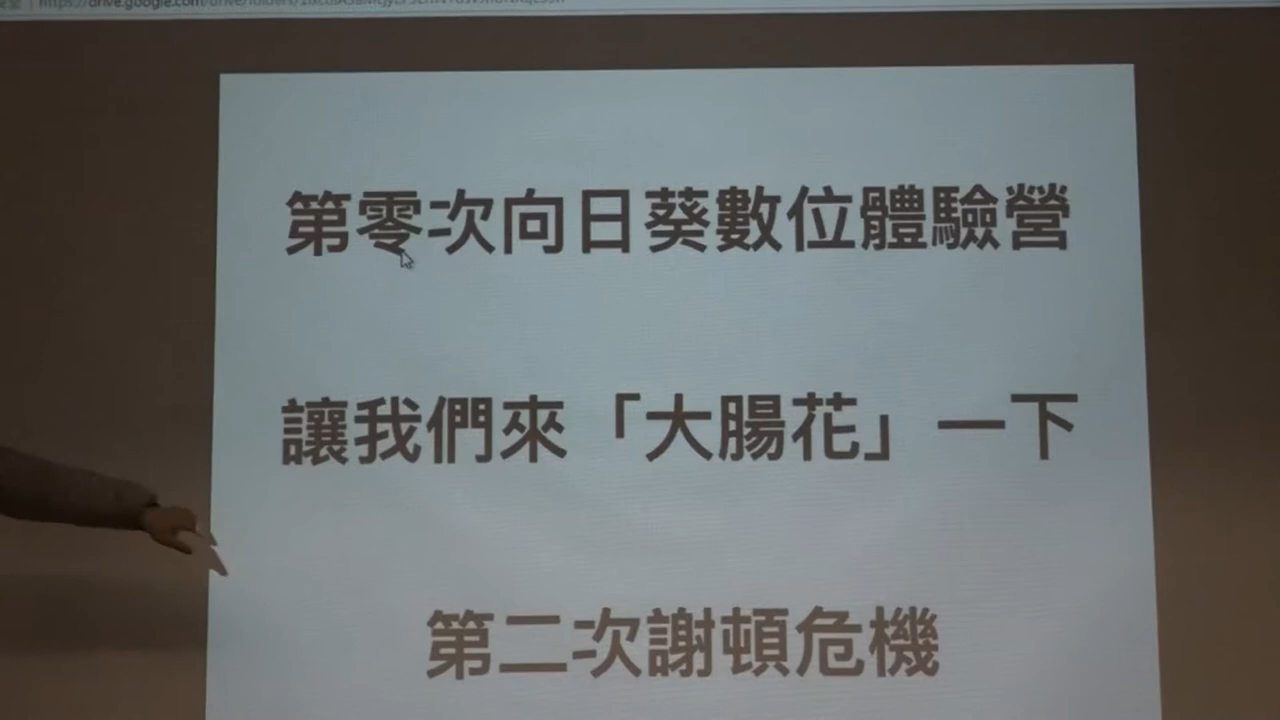 第零次向日葵數位體驗營
讓我們來「大腸花」一下
第二次謝頓危機